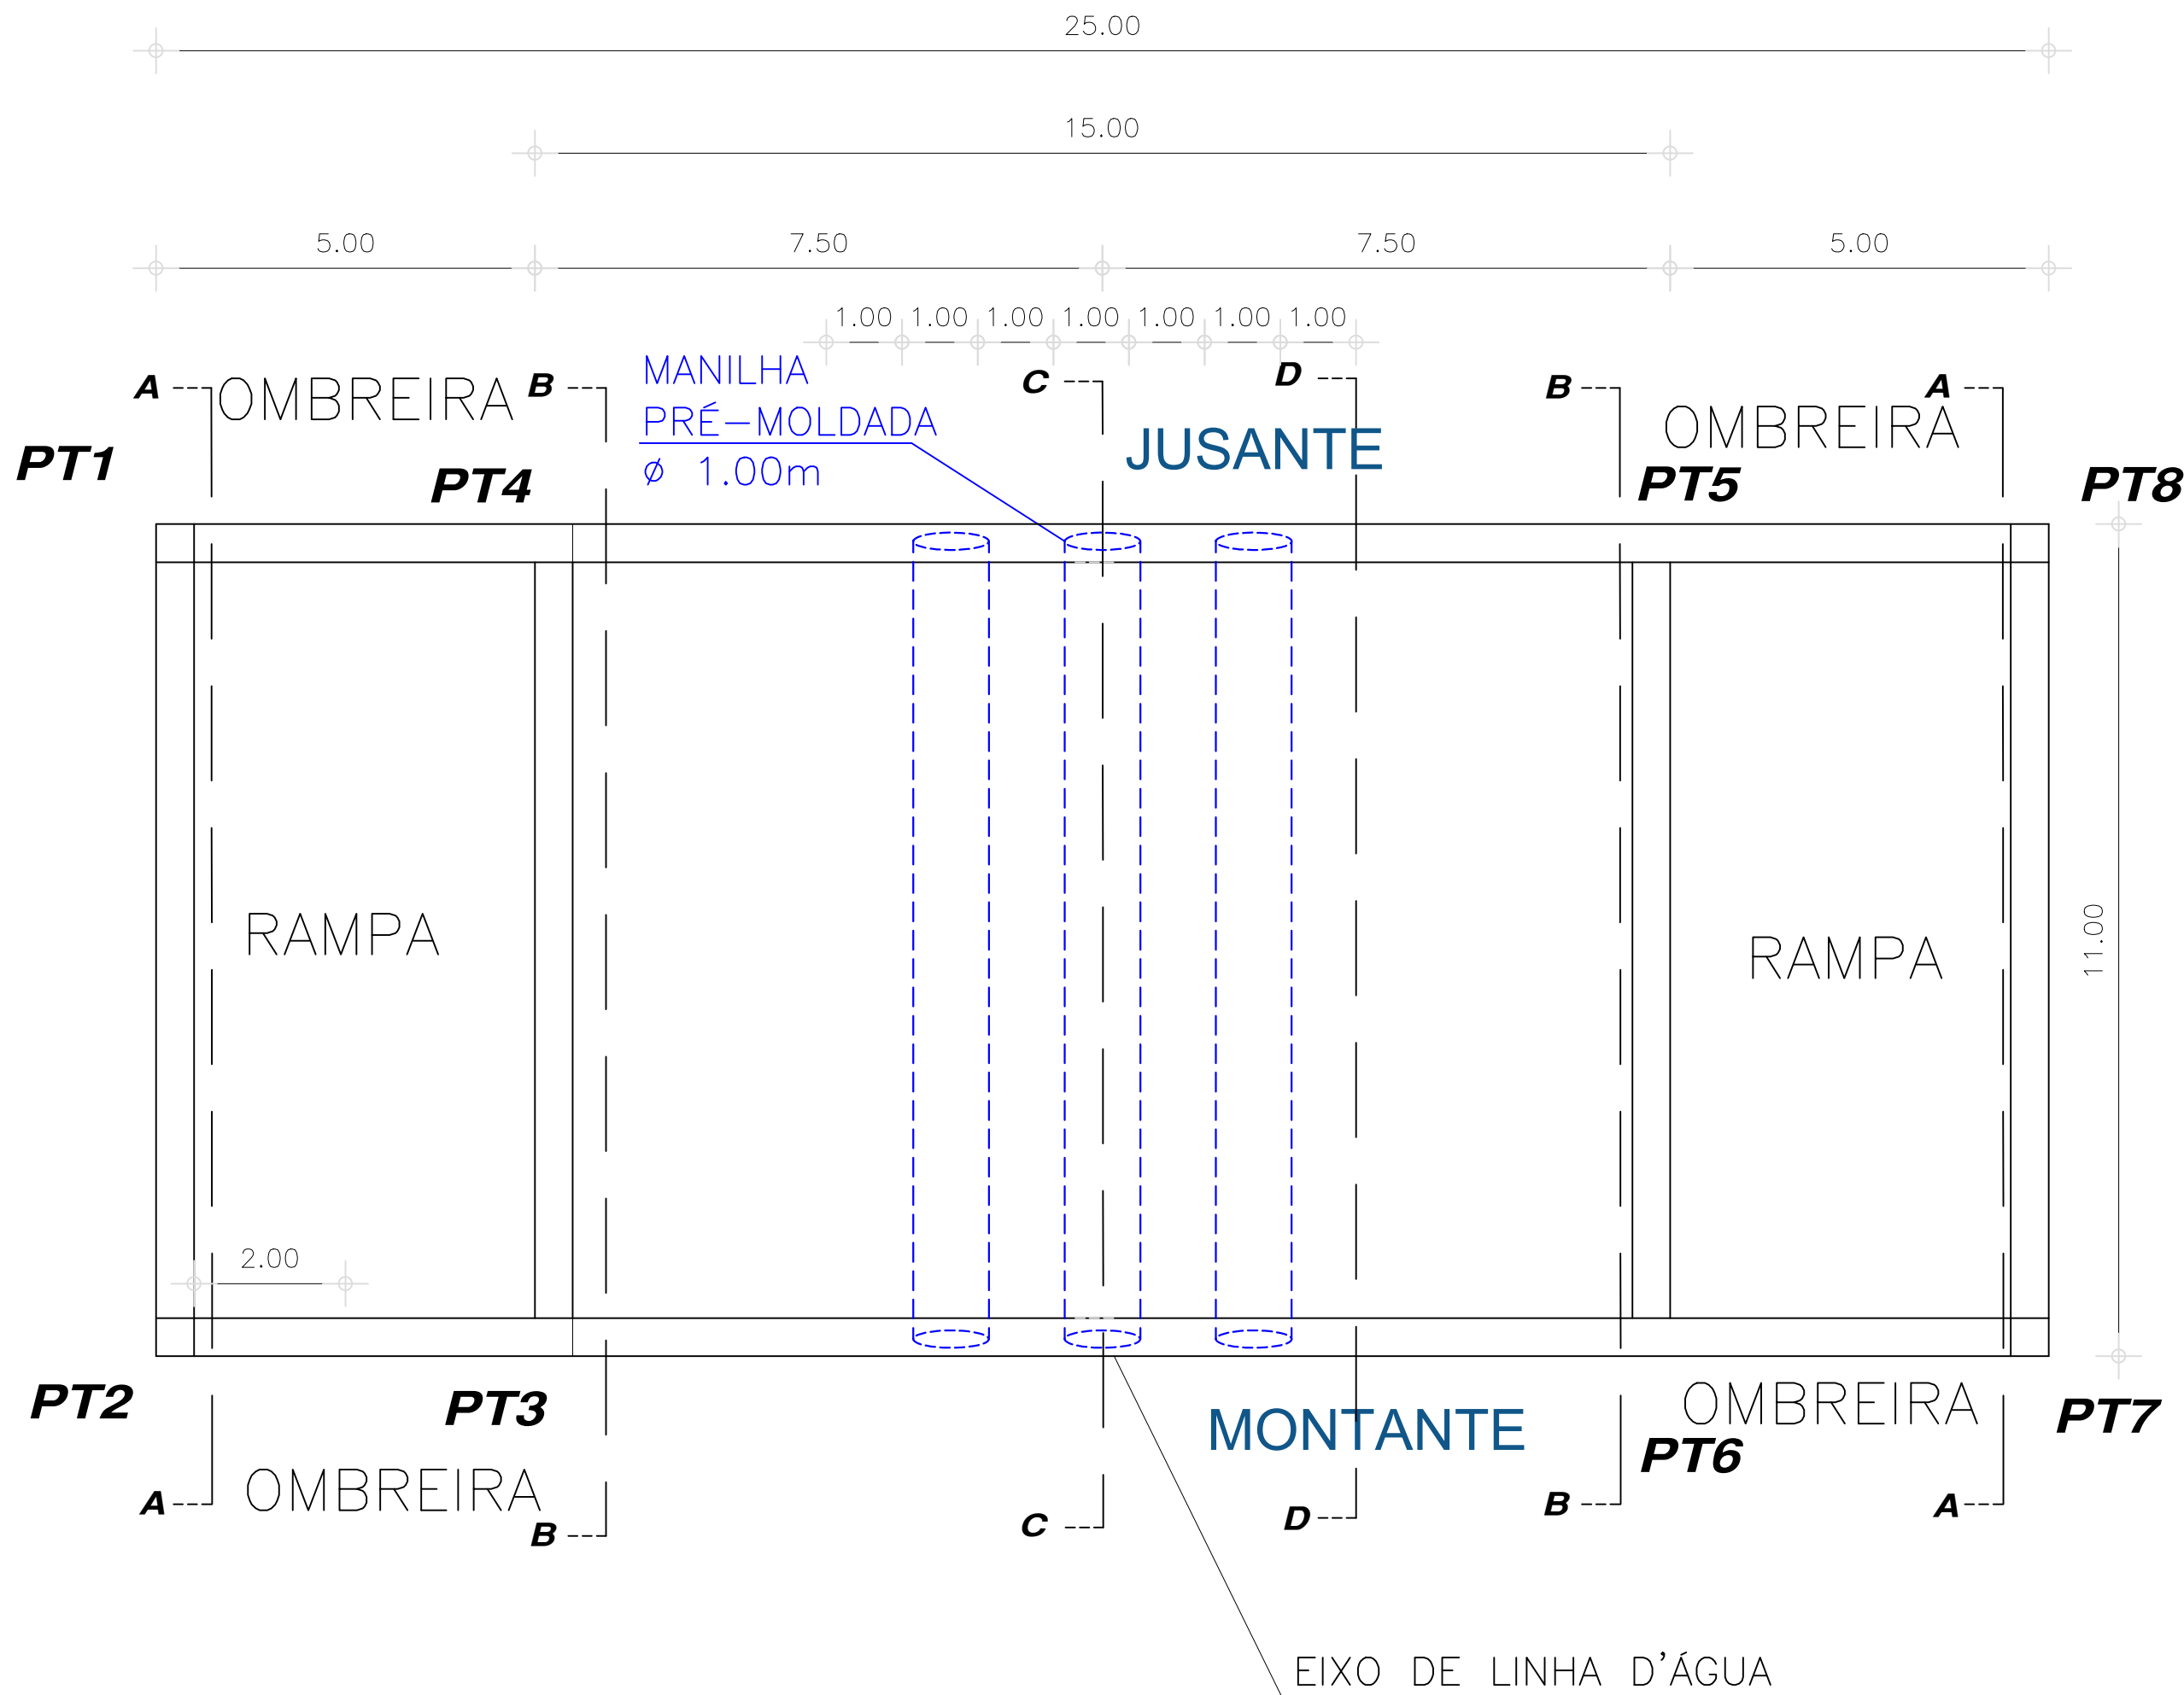 25.00
15.00
5.00 7.50 7.50 5.00
1.00 1.00 1.00 1.00 1.00 1.00 1.00
A OMBREIRA B MANILHA C D B A
PRÉ-MOLDADA JUSANTE OMBREIRA
PT1 Ø 1.00m
PT4 PT5 PT8
RAMPA RAMPA
11.00
2.00
PT2 PT3 MONTANTE OMBREIRA PT7
PT6
A OMBREIRA B C D B A
EIXO DE LINHA D'ÁGUA